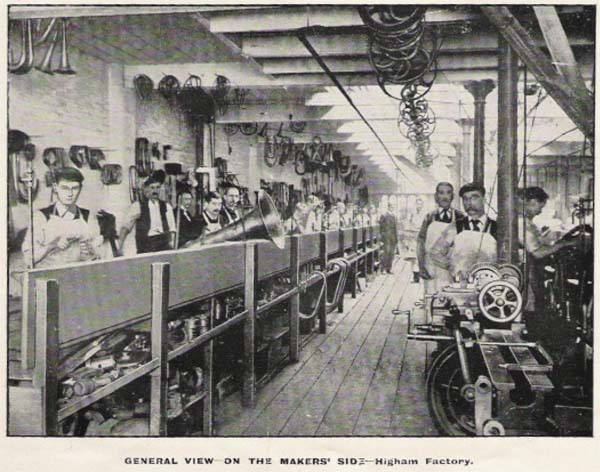 GENERAL VIEW—ON THE MAKERS' SIDE—Higham Factory.